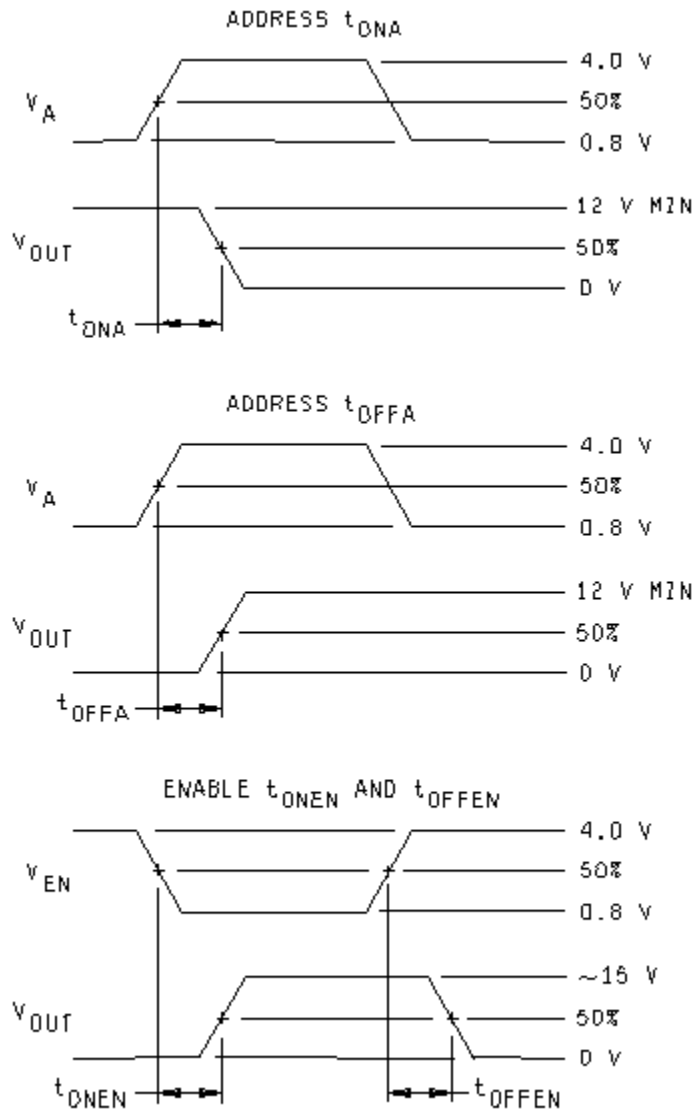 ADDRESS tONA
4.0 V
VA
50%
0.8 V
12 V MIN
VOUT
50%
0 V
tONA
ADDRESS tOFFA
4.0 V
VA
50%
0.8 V
12 V MIN
VOUT
50%
0 V
tOFFA
ENABLE tONEN AND tOFFEN
4.0 V
VEN
50%
0.8 V
~15 V
VOUT
50%
0 V
tONEN
tOFFEN